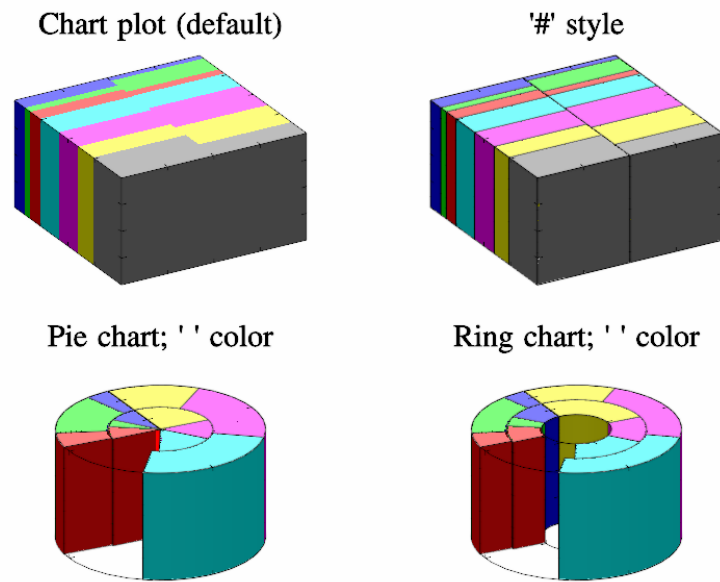 Chart plot (default)
'#' style
Pie chart; ' ' color
Ring chart; ' ' color